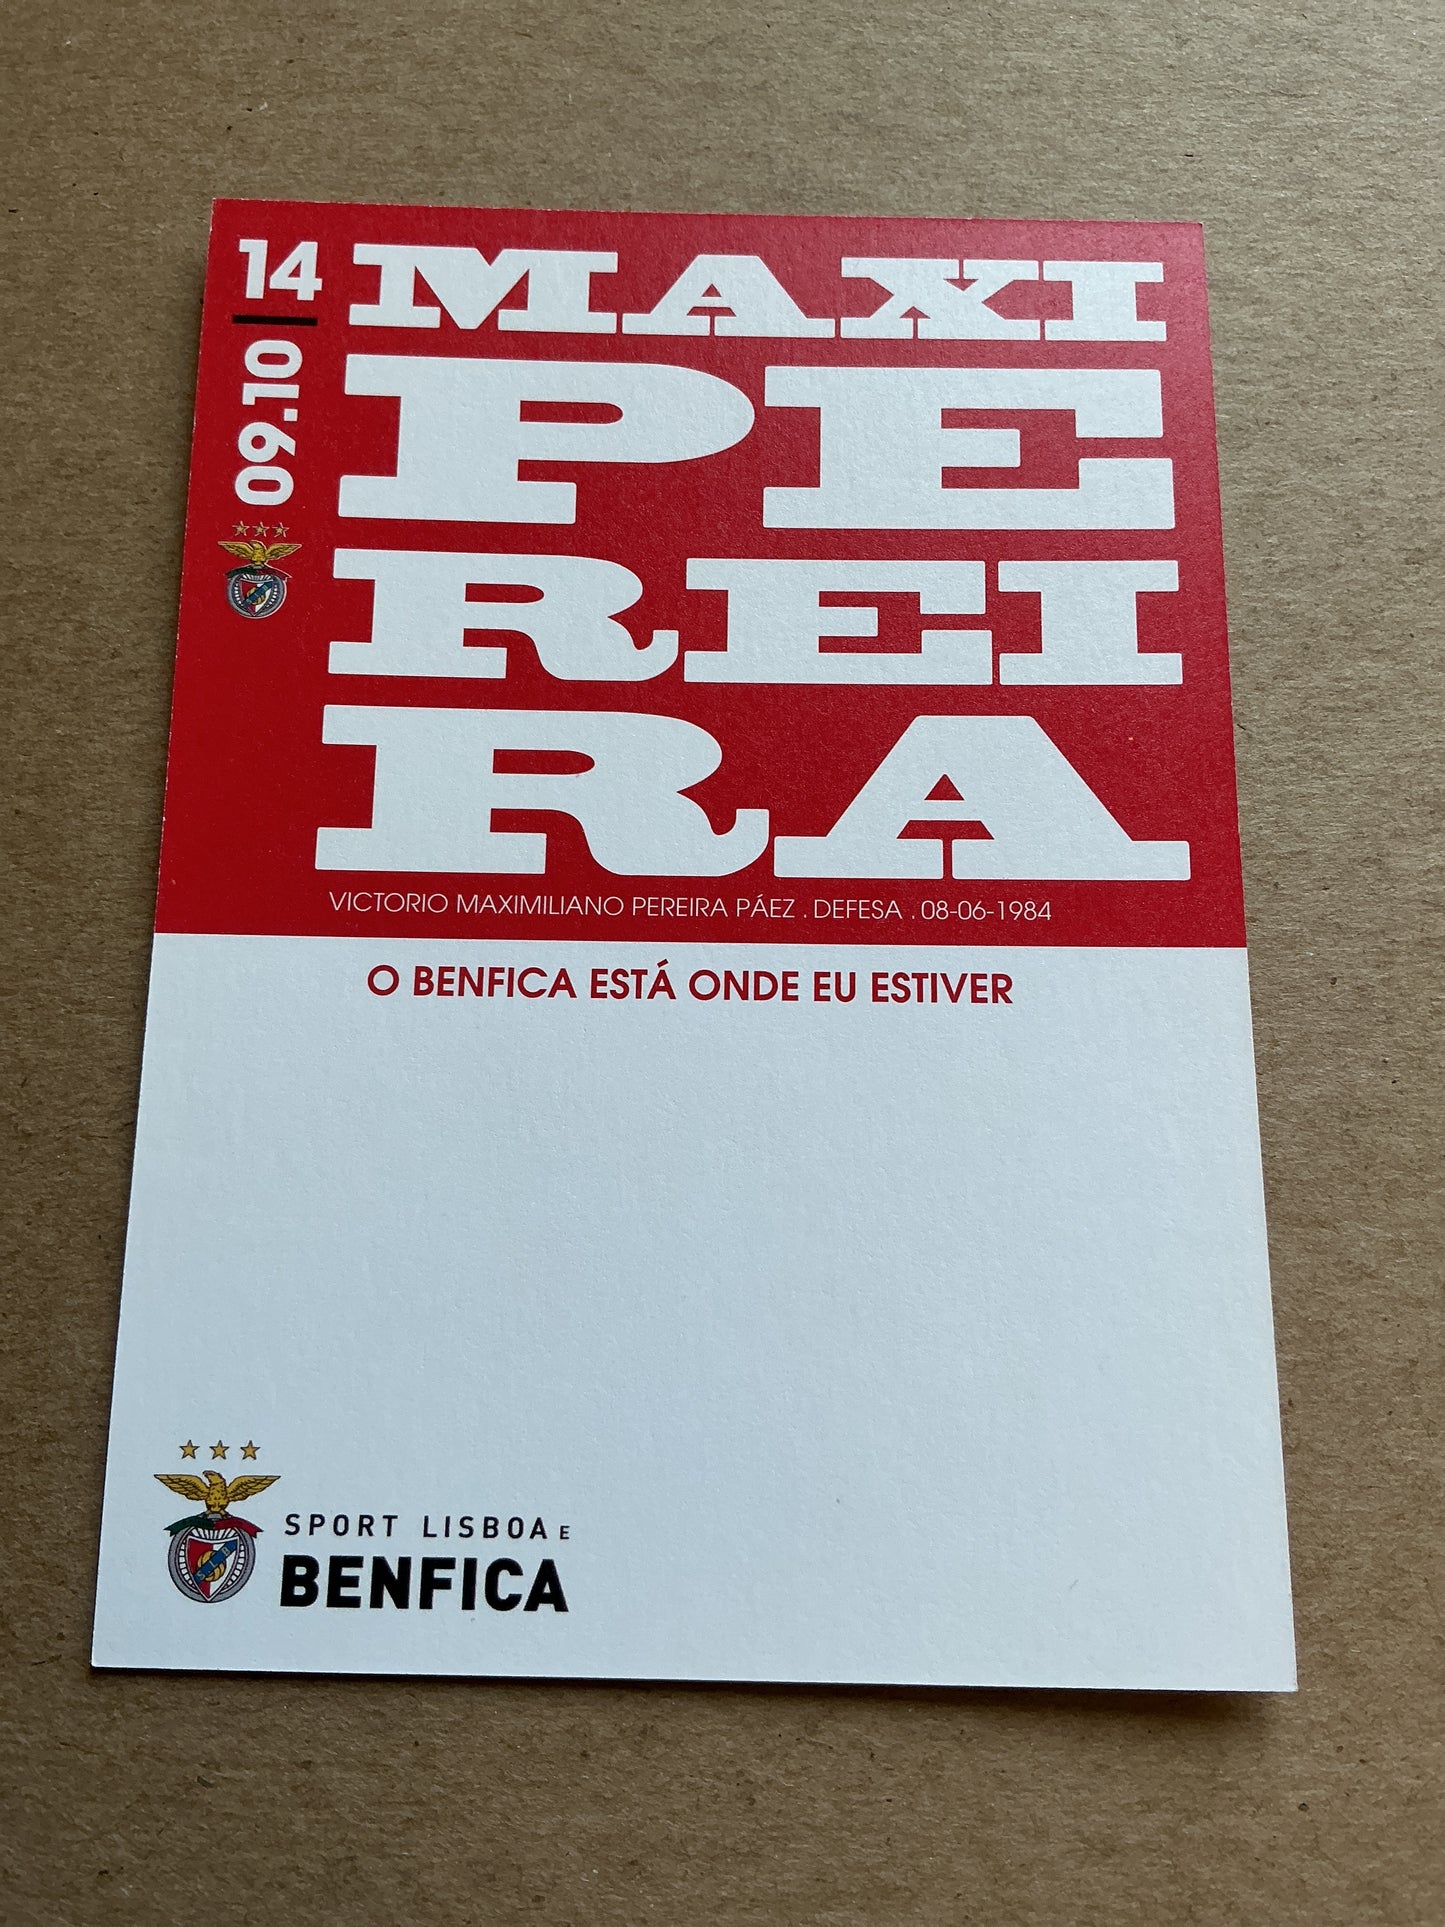 14
09.10
MAXI
PE
REI
RA
VICTORIO MAXIMILIANO PEREIRA PÁEZ . DEFESA . 08-06-1984
O BENFICA ESTÁ ONDE EU ESTIVER
SPORT LISBOA E
BENFICA